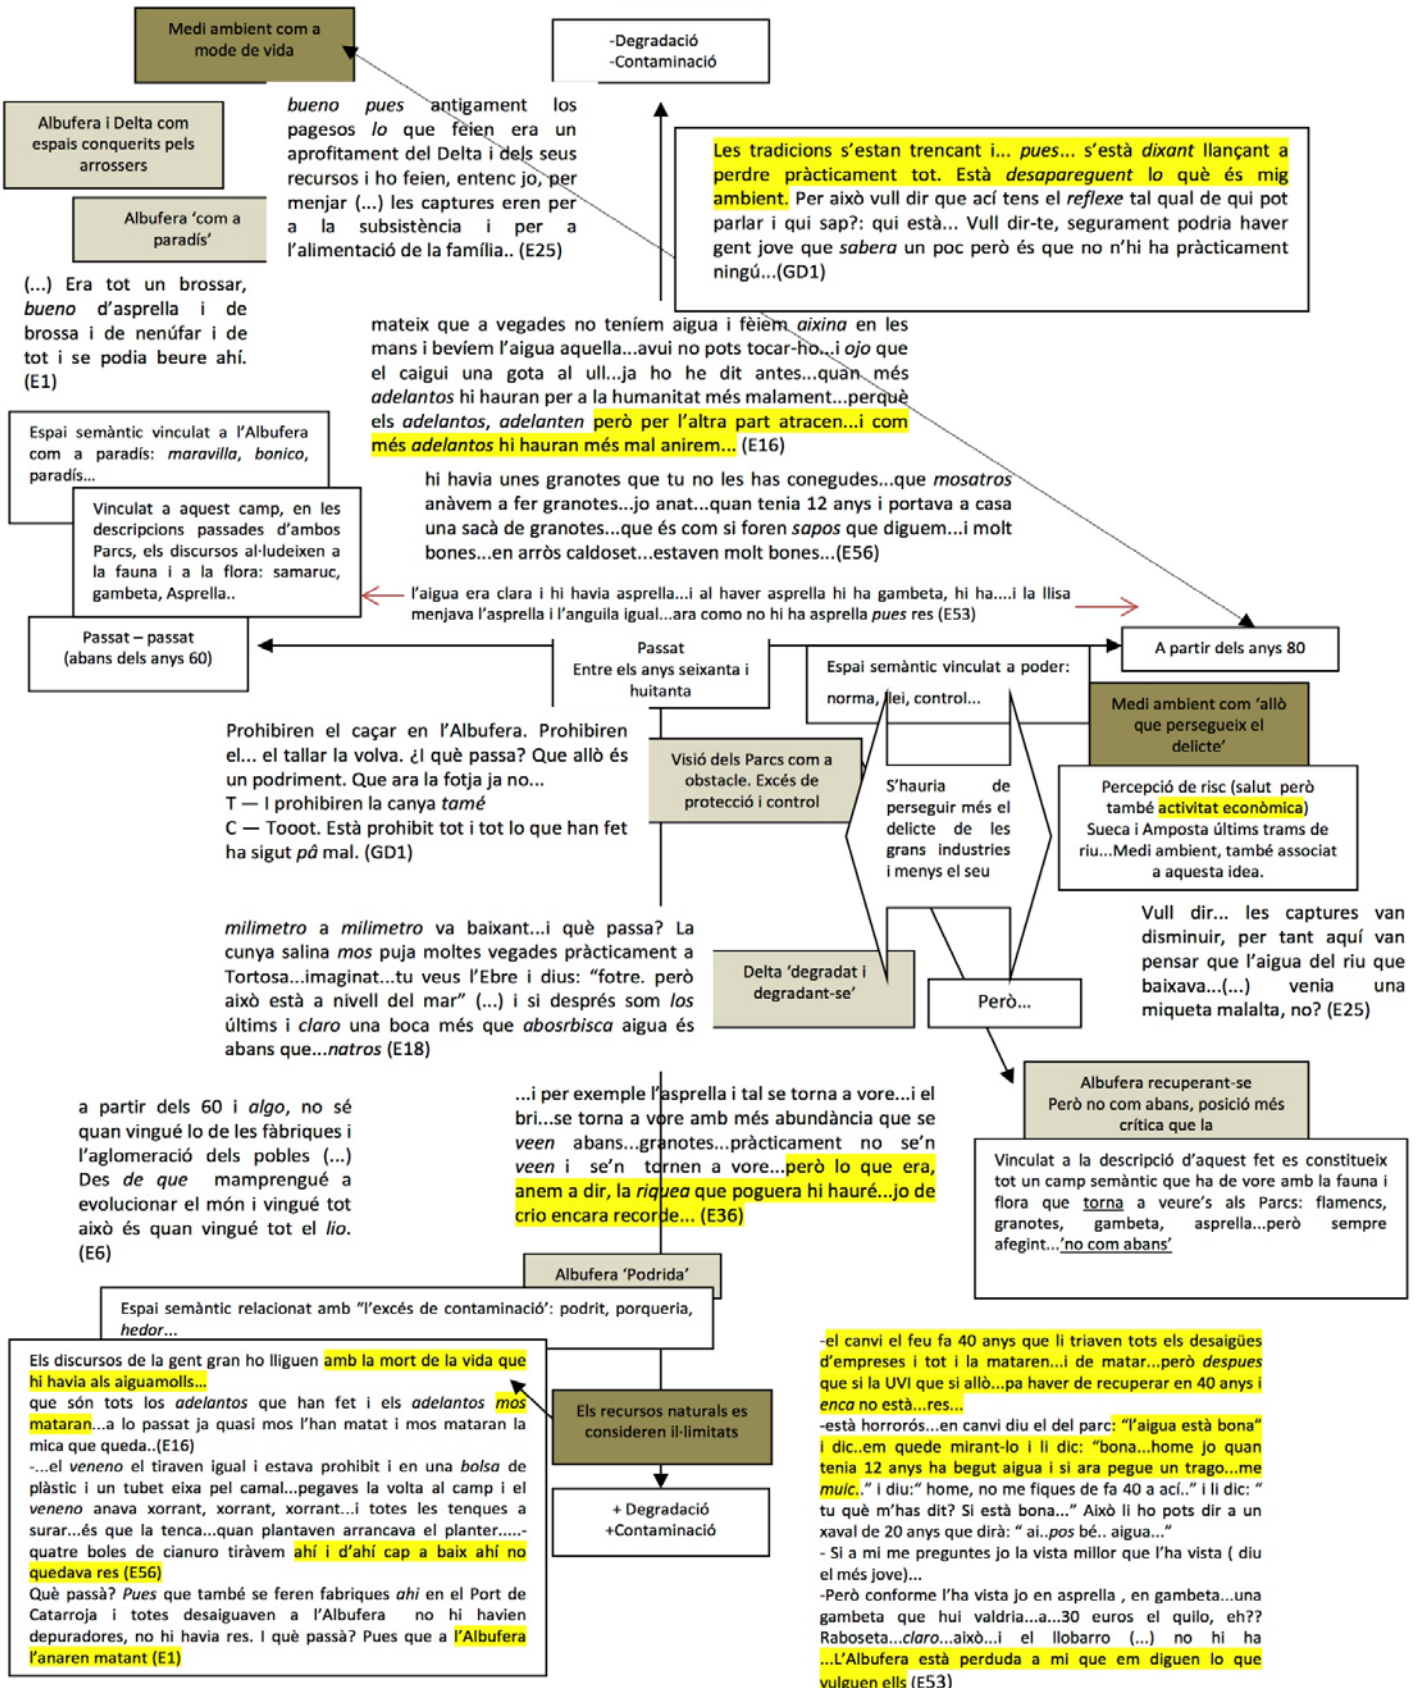 Medi ambient com a
mode de vida
-Degradació
-Contaminació
Albufera i Delta com
espais conquerits pels
arrossers
Albufera ‘com a
paradís’
bueno pues antigament los
pagesos lo que feien era un
aprofitament del Delta i dels seus
recursos i ho feien, entenc jo, per
menjar (...) les captures eren per
a la subsistència i per a
l’alimentació de la família.. (E25)
Les tradicions s’estan trencant i... pues... s’està dixant llançant a
perdre pràcticament tot. Està desapareguent lo què és mig
ambient. Per això vull dir que ací tens el reflexe tal qual de qui pot
parlar i qui sap?: qui està... Vull dir-te, segurament podria haver
gent jove que sabera un poc però és que no n’hi ha pràcticament
ningú...(GD1)
(...) Era tot un brossar,
bueno d’asprella i de
brossa i de nenúfar i de
tot i se podia beure ahí.
(E1)
mateix que a vegades no teníem aigua i fèiem aixina en les
mans i bevíem l’aigua aquella...avui no pots tocar-ho...i ojo que
el caigui una gota al ull...ja ho he dit antes...quan més
adelantos hi hauran per a la humanitat més malament...perquè
els adelantos, adelanten però per l’altra part atracen...i com
més adelantos hi hauran més mal anirem... (E16)
Espai semàntic vinculat a l’Albufera
com a paradís: maravilla, bonico,
paradís...
hi havia unes granotes que tu no les has conegudes...que mosatros
anàvem a fer granotes...jo anat...quan tenia 12 anys i portava a casa
una sacà de granotes...que és com si foren sapos que diguem...i molt
bones...en arròs caldoset...estaven molt bones...(E56)
Vinculat a aquest camp, en les
descripcions passades d’ambos
Parcs, els discursos al·ludeixen a
la fauna i a la flora: samaruc,
gambeta, Asprella..
l’aigua era clara i hi havia asprella...i al haver asprella hi ha gambeta, hi ha....i la llisa
menjava l’asprella i l’anguila igual...ara como no hi ha asprella pues res (E53)
Passat – passat
(abans dels anys 60)
Passat
Entre els anys seixanta i
huitanta
A partir dels anys 80
Espai semàntic vinculat a poder:
norma, llei, control...
Medi ambient com ‘allò
que persegueix el
delicte’
Prohibiren el caçar en l’Albufera. Prohibiren
el... el tallar la volva. ¿I què passa? Que allò és
un podriment. Que ara la fotja ja no...
T — I prohibiren la canya tamé
C — Tooot. Està prohibit tot i tot lo que han fet
ha sigut pâ mal. (GD1)
Visió dels Parcs com a
obstacle. Excés de
protecció i control
S’hauria de
perseguir més el
delicte de les
grans industries
i menys el seu
Percepció de risc (salut però
també activitat econòmica)
Sueca i Amposta últims trams de
riu...Medi ambient, també associat
a aquesta idea.
milimetro a milimetro va baixant...i què passa? La
cunya salina mos puja moltes vegades pràcticament a
Tortosa...imaginat...tu veus l’Ebre i dius: “fotre. però
això està a nivell del mar” (...) i si després som los
últims i claro una boca més que abosrbisca aigua és
abans que...natros (E18)
Delta ‘degradat i
degradant-se’
Però...
Vull dir... les captures van
disminuir, per tant aquí van
pensar que l’aigua del riu que
baixava...(...) venia una
miqueta malalta, no? (E25)
a partir dels 60 i algo, no sé
quan vingué lo de les fàbriques i
l’aglomeració dels pobles (...)
Des de que mamprengué a
evolucionar el món i vingué tot
això és quan vingué tot el lio.
(E6)
...i per exemple l’asprella i tal se torna a vore...i el
bri...se torna a vore amb més abundància que se
veen abans...granotes...pràcticament no se’n
veen i se’n tornen a vore...però lo que era,
anem a dir, la riquea que poguera hi hauré...jo de
crio encara recorde... (E36)
Albufera recuperant-se
Però no com abans, posició més
crítica que la
Vinculat a la descripció d’aquest fet es constitueix
tot un camp semàntic que ha de vore amb la fauna i
flora que torna a veure’s als Parcs: flamencs,
granotes, gambeta, asprella...però sempre
afegint...’no com abans’
Albufera ‘Podrida’
Espai semàntic relacionat amb “l’excés de contaminació’: podrit, porqueria,
hedor...
Els discursos de la gent gran ho lliguen amb la mort de la vida que
hi havia als aiguamolls...
que són tots los adelantos que han fet i els adelantos mos
mataran...a lo passat ja quasi mos l’han matat i mos mataran la
mica que queda..(E16)
-...el veneno el tiraven igual i estava prohibit i en una bolsa de
plàstic i un tubet eixa pel camal...pegaves la volta al camp i el
veneno anava xorrant, xorrant, xorrant...i totes les tenques a
surar...és que la tenca...quan plantaven arrancava el planter.....-
quatre boles de cianuro tiràvem ahí i d’ahí cap a baix ahí no
quedava res (E56)
Què passà? Pues que també se feren fabriques ahi en el Port de
Catarroja i totes desaiguaven a l’Albufera no hi havien
depuradores, no hi havia res. I què passà? Pues que a l’Albufera
l’anaren matant (E1)
Els recursos naturals es
consideren il·limitats
+ Degradació
+Contaminació
-el canvi el feu fa 40 anys que li triaven tots els desaigües
d’empreses i tot i la mataren...i de matar...però despues
que si la UVI que si allò...pa haver de recuperar en 40 anys i
enca no està...res...
-està horrorós...en canvi diu el del parc: “l’aigua està bona”
i dic..em quede mirant-lo i li dic: “bona...home jo quan
tenia 12 anys ha begut aigua i si ara pegue un trago...me
muic..” i diu:“ home, no me fiques de fa 40 a ací..” i li dic: “
tu què m’has dit? Si està bona...” Això li ho pots dir a un
xaval de 20 anys que dirà: “ ai..pos bé.. aigua...”
- Si a mi me preguntes jo la vista millor que l’ha vista ( diu
el més jove)...
-Però conforme l’ha vista jo en asprella , en gambeta...una
gambeta que hui valdria...a...30 euros el quilo, eh??
Raboseta...claro...això...i el llobarro (...) no hi ha
...L’Albufera està perduda a mi que em diguen lo que
vulguen ells (E53)